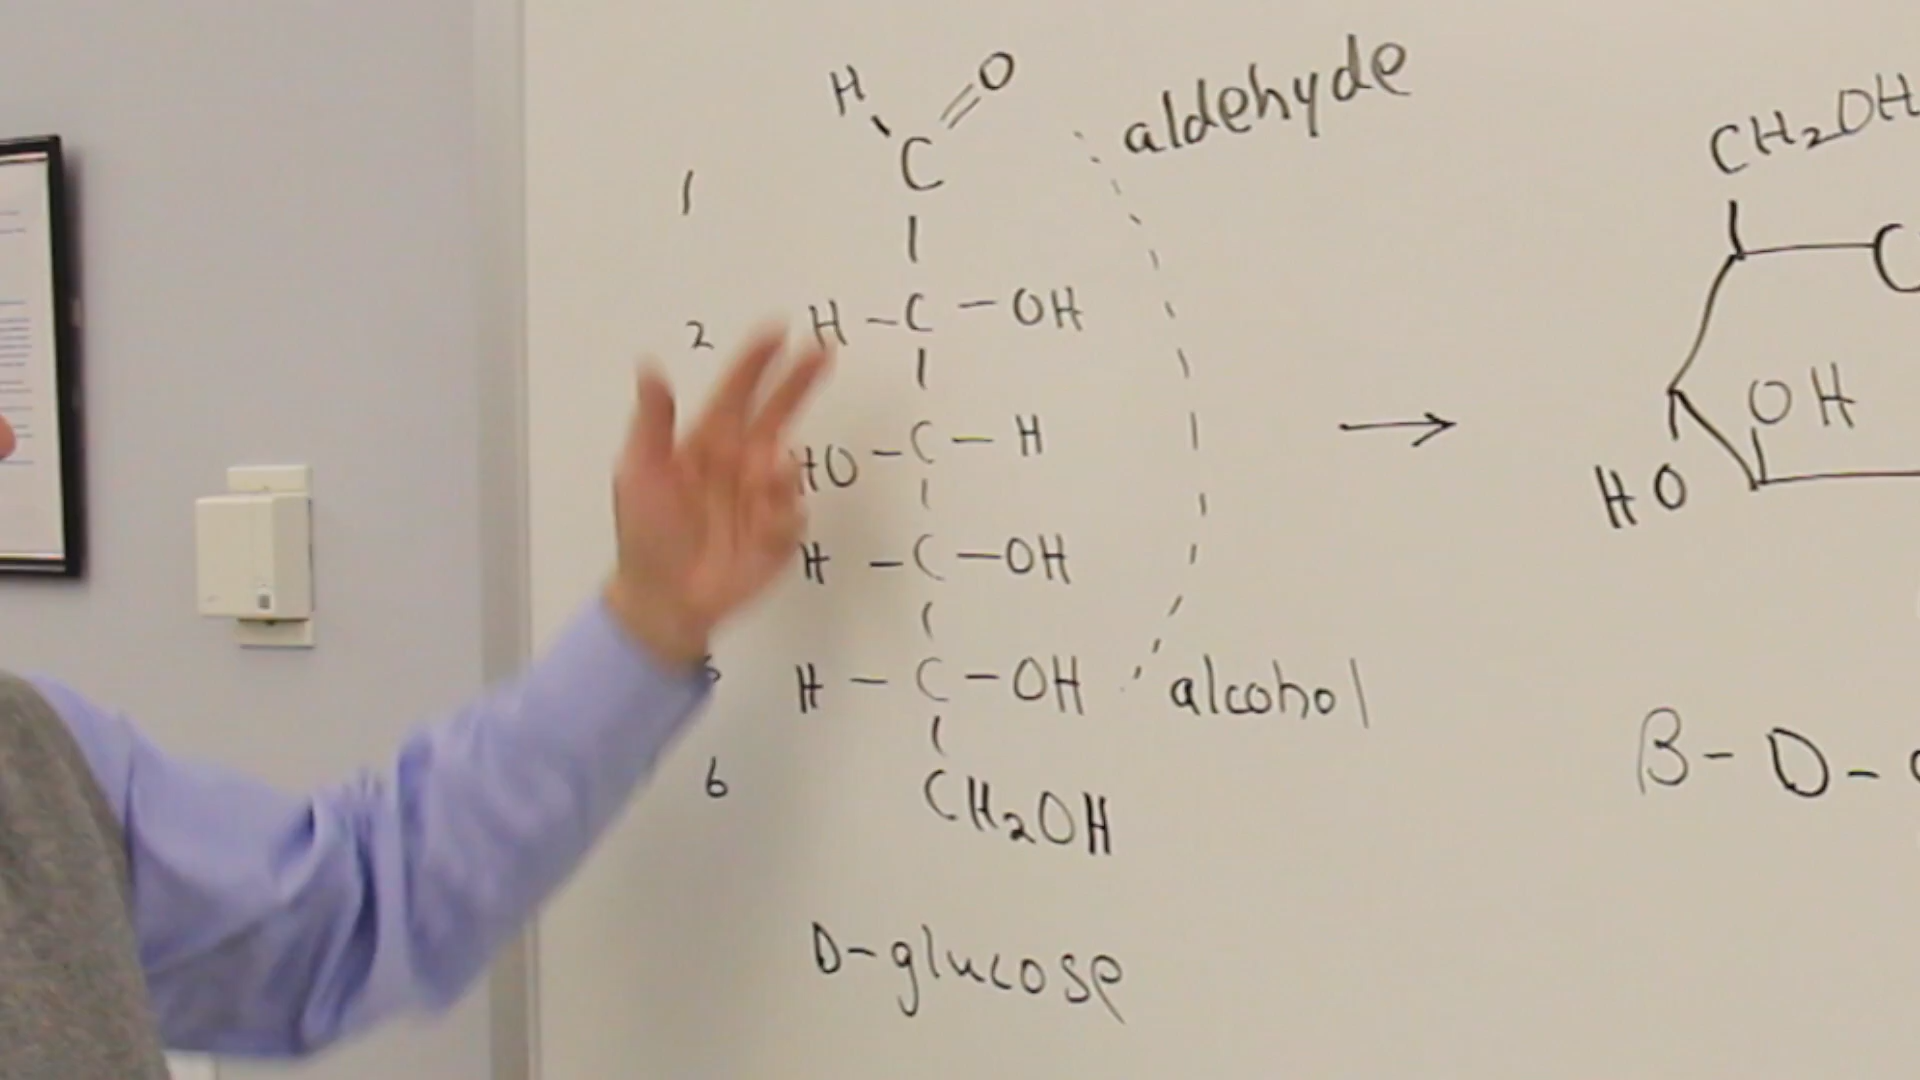 H O
aldehyde
1 C
2 H - C - OH
HO - C - H
H - C - OH
H - C - OH alcohol
6 CH2OH
D-glucose
→
CH2OH
OH
HO
β-D-